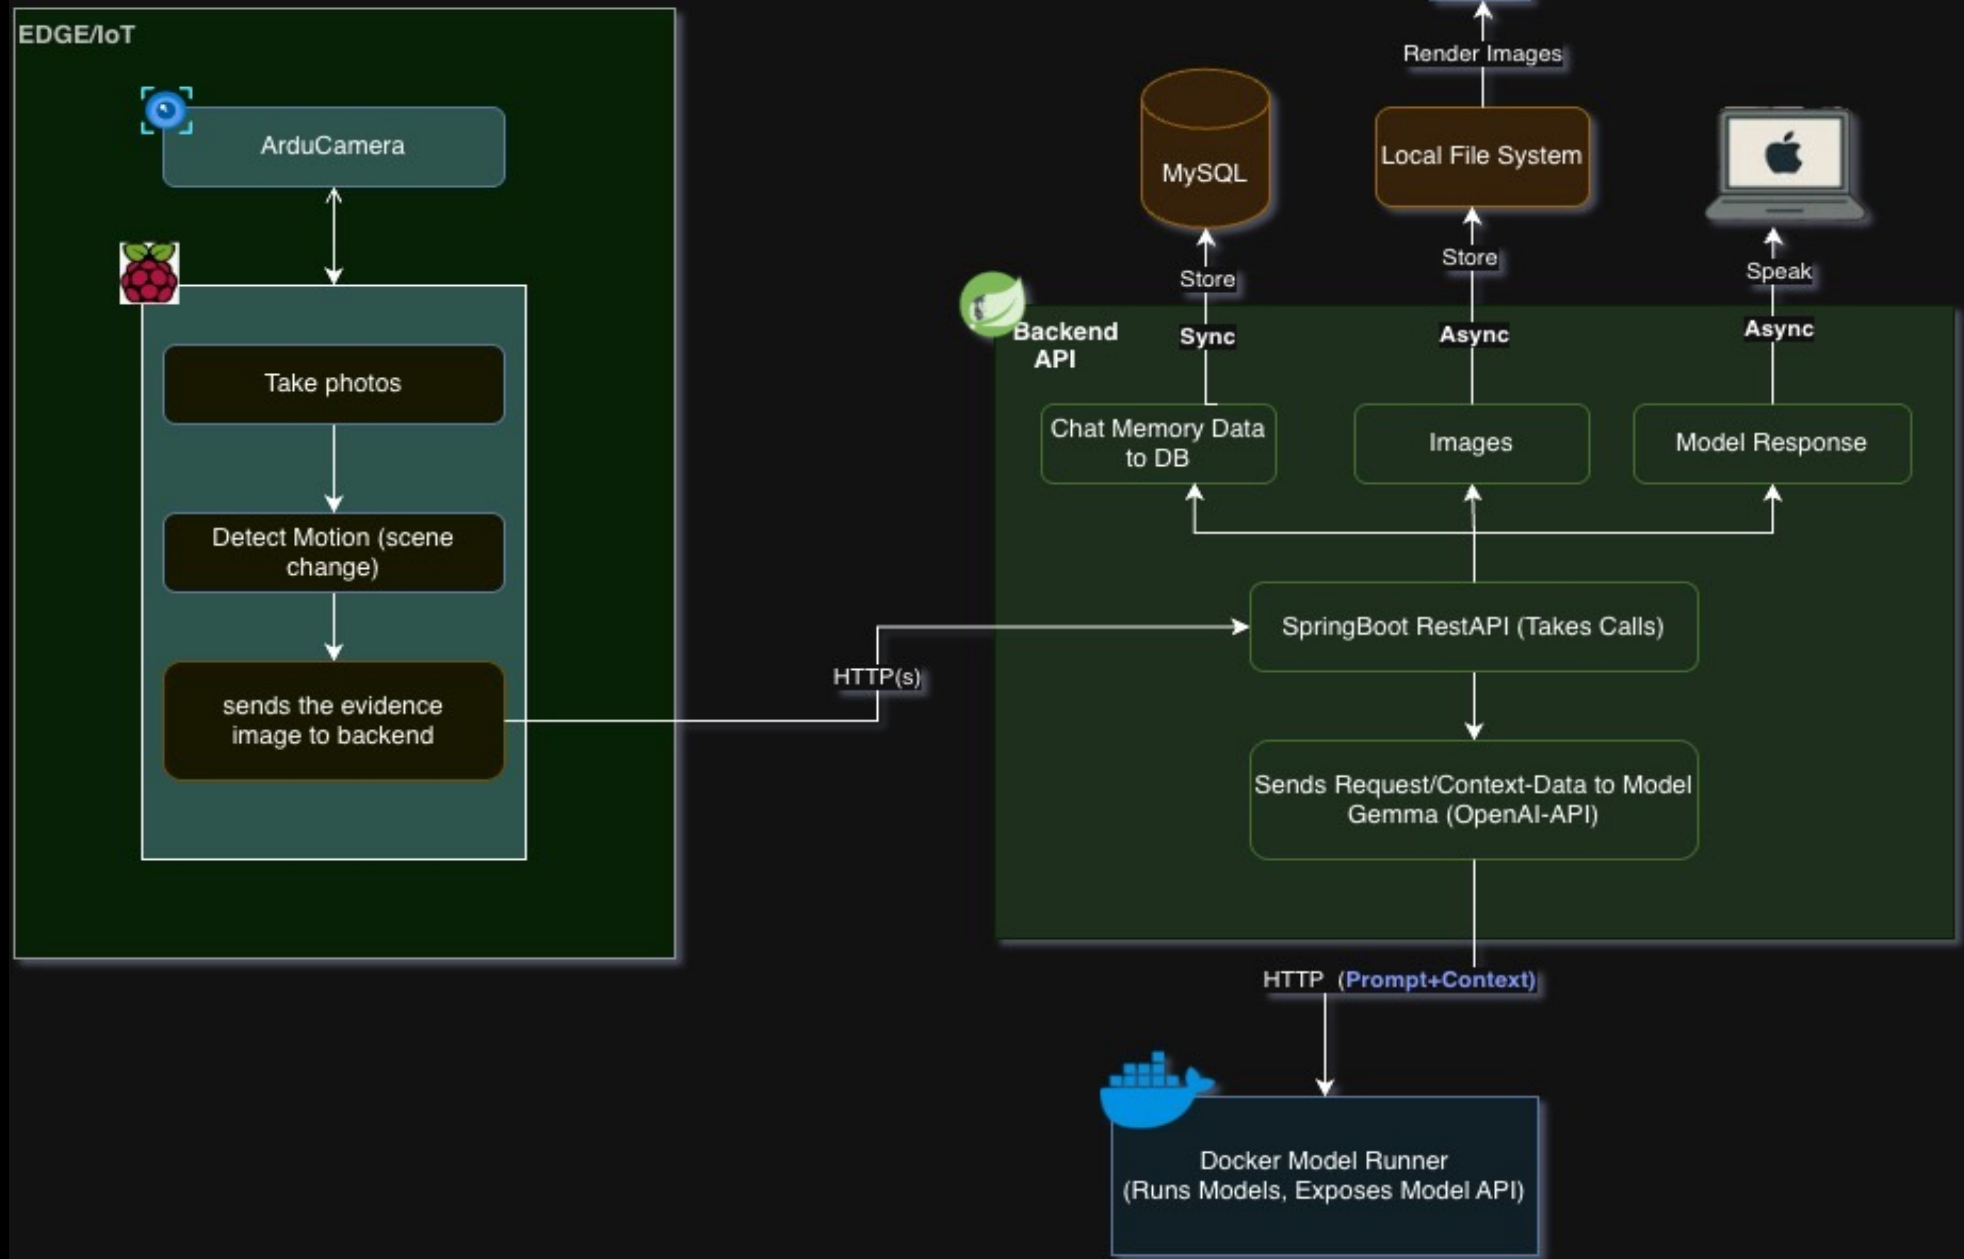 EDGE/IoT
ArduCamera
Take photos
Detect Motion (scene
change)
sends the evidence
image to backend
HTTP(s)
Render Images
MySQL
Local File System
Store
Store
Speak
Backend
API
Sync
Async
Async
Chat Memory Data
to DB
Images
Model Response
SpringBoot RestAPI (Takes Calls)
Sends Request/Context-Data to Model
Gemma (OpenAI-API)
HTTP (Prompt+Context)
Docker Model Runner
(Runs Models, Exposes Model API)